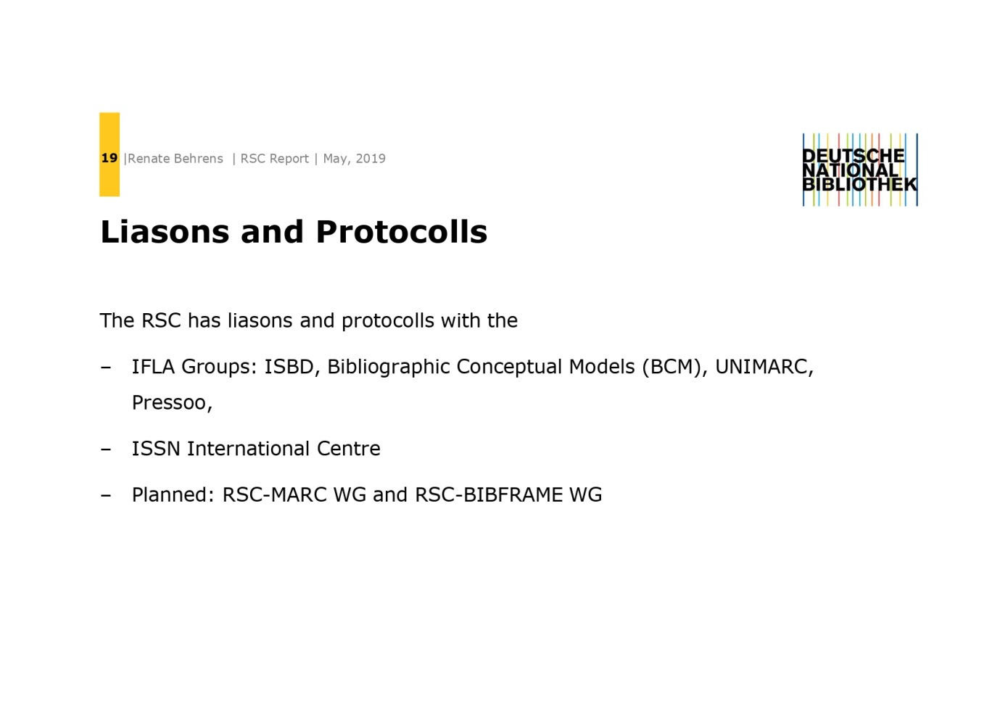 19 |Renate Behrens | RSC Report | May, 2019
DEUTSCHE
NATIONAL
BIBLIOTHEK
Liasons and Protocolls
The RSC has liasons and protocolls with the
– IFLA Groups: ISBD, Bibliographic Conceptual Models (BCM), UNIMARC,
Pressoo,
– ISSN International Centre
– Planned: RSC-MARC WG and RSC-BIBFRAME WG